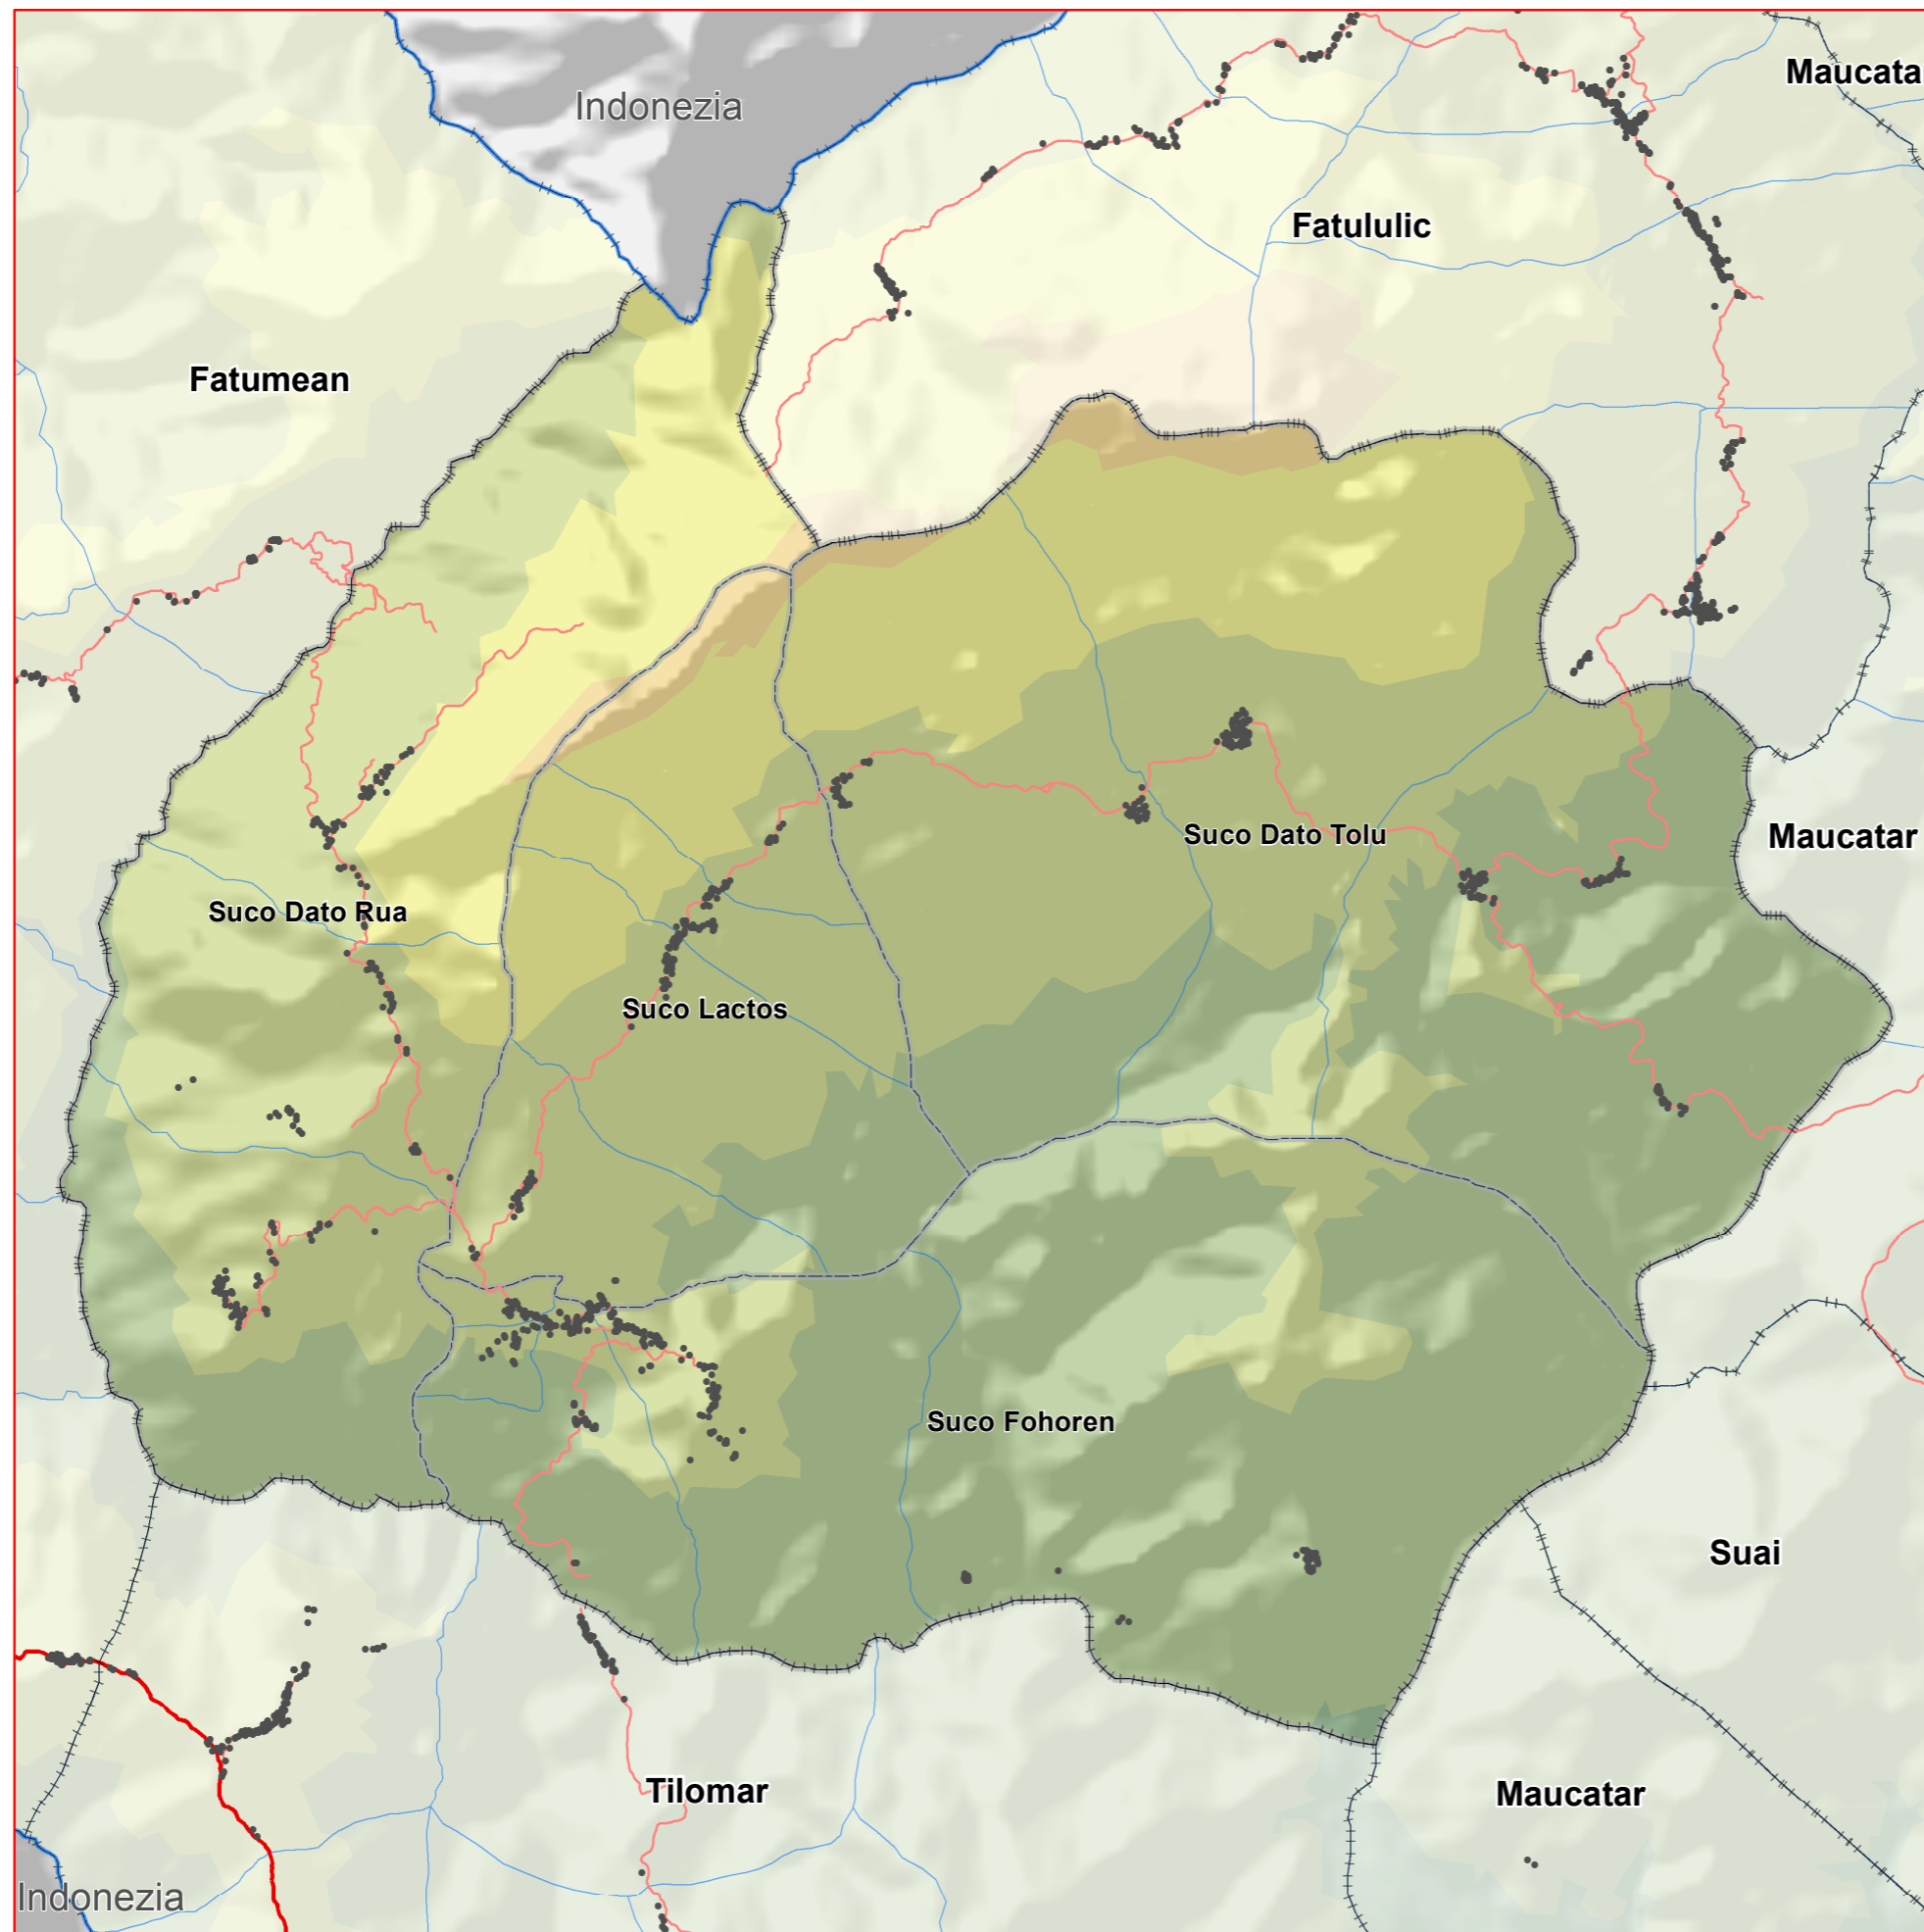 Maucata
Indonezia
Fatululic
Fatumean
Suco Dato Tolu
Maucatar
Suco Dato Rua
Suco Lactos
Suco Fohoren
Suai
Tilomar
Maucatar
Indonezia